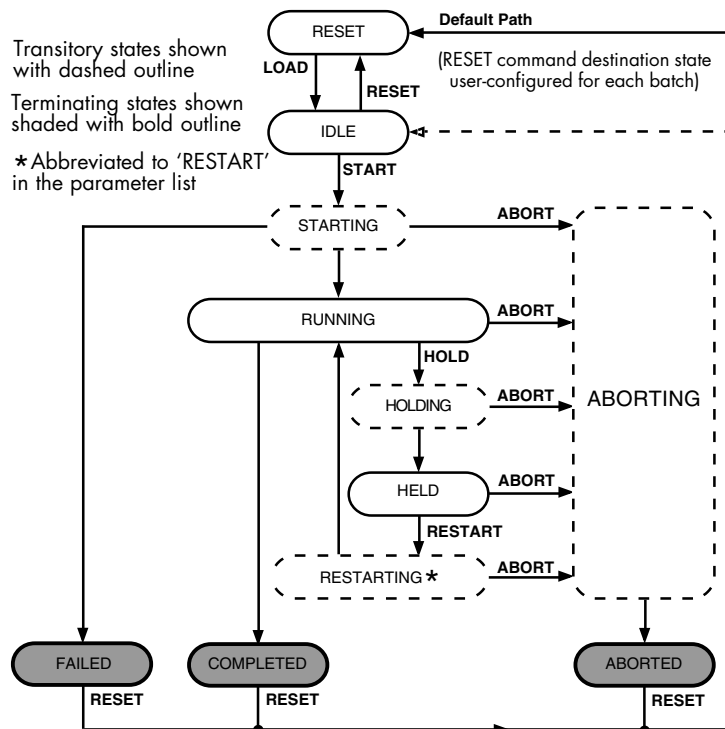 Transitory states shown
with dashed outline
Terminating states shown
shaded with bold outline
*Abbreviated to 'RESTART'
in the parameter list
RESET
Default Path
(RESET command destination state
user-configured for each batch)
LOAD
RESET
IDLE
START
STARTING
ABORT
RUNNING
ABORT
HOLD
HOLDING
ABORT
ABORTING
HELD
ABORT
RESTART
RESTARTING*
ABORT
FAILED
COMPLETED
ABORTED
RESET
RESET
RESET